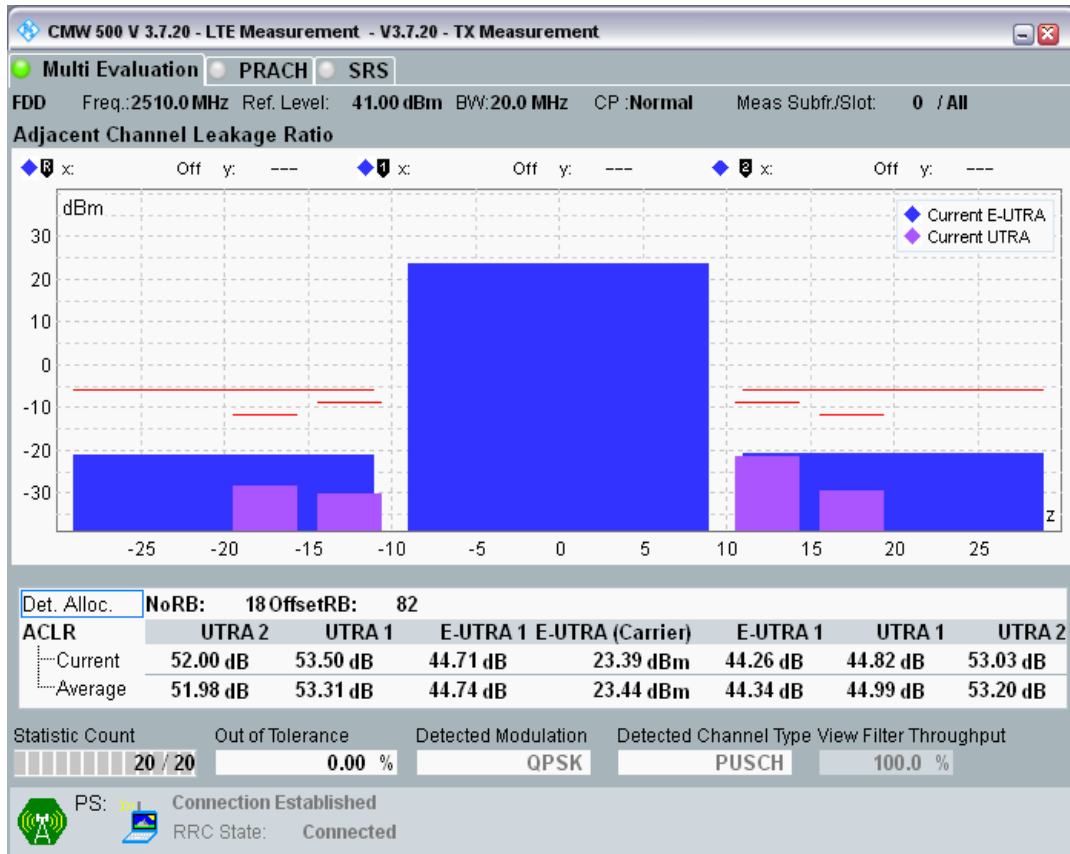 CMW 500 V 3.7.20 - LTE Measurement - V3.7.20 - TX Measurement
Multi Evaluation PRACH SRS
FDD Freq.:2510.0 MHz Ref. Level: 41.00 dBm BW:20.0 MHz CP :Normal Meas Subfr./Slot: 0 / All
Adjacent Channel Leakage Ratio
R x: Off y: --- 1 x: Off y: --- 2 x: Off y: ---
dBm
Current E-UTRA
Current UTRA
30
20
10
0
-10
-20
-30
z
-25 -20 -15 -10 -5 0 5 10 15 20 25
Det. Alloc. NoRB: 18 OffsetRB: 82
ACLR UTRA 2 UTRA 1 E-UTRA 1 E-UTRA (Carrier) E-UTRA 1 UTRA 1 UTRA 2
Current 52.00 dB 53.50 dB 44.71 dB 23.39 dBm 44.26 dB 44.82 dB 53.03 dB
Average 51.98 dB 53.31 dB 44.74 dB 23.44 dBm 44.34 dB 44.99 dB 53.20 dB
Statistic Count Out of Tolerance Detected Modulation Detected Channel Type View Filter Throughput
20 / 20 0.00 % QPSK PUSCH 100.0 %
PS: Connection Established
RRC State: Connected